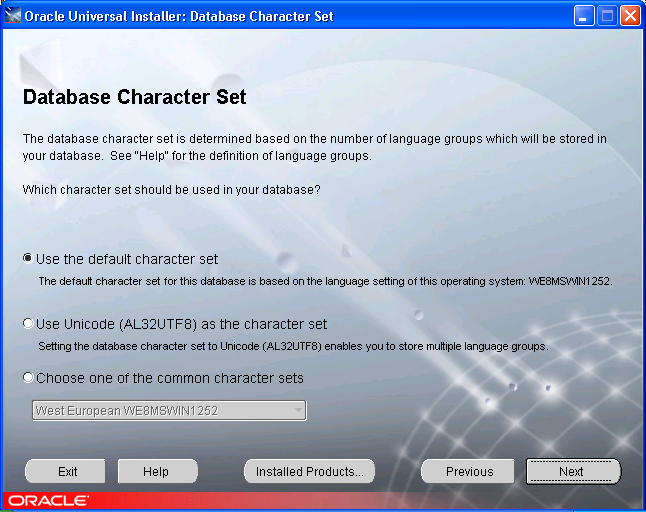 Oracle Universal Installer: Database Character Set
Database Character Set
The database character set is determined based on the number of language groups which will be stored in
your database.  See "Help" for the definition of language groups.
Which character set should be used in your database?
Use the default character set
The default character set for this database is based on the language setting of this operating system: WE8MSWIN1252.
Use Unicode (AL32UTF8) as the character set
Setting the database character set to Unicode (AL32UTF8) enables you to store multiple language groups.
Choose one of the common character sets
West European WE8MSWIN1252
Exit Help Installed Products... Previous Next
ORACLE